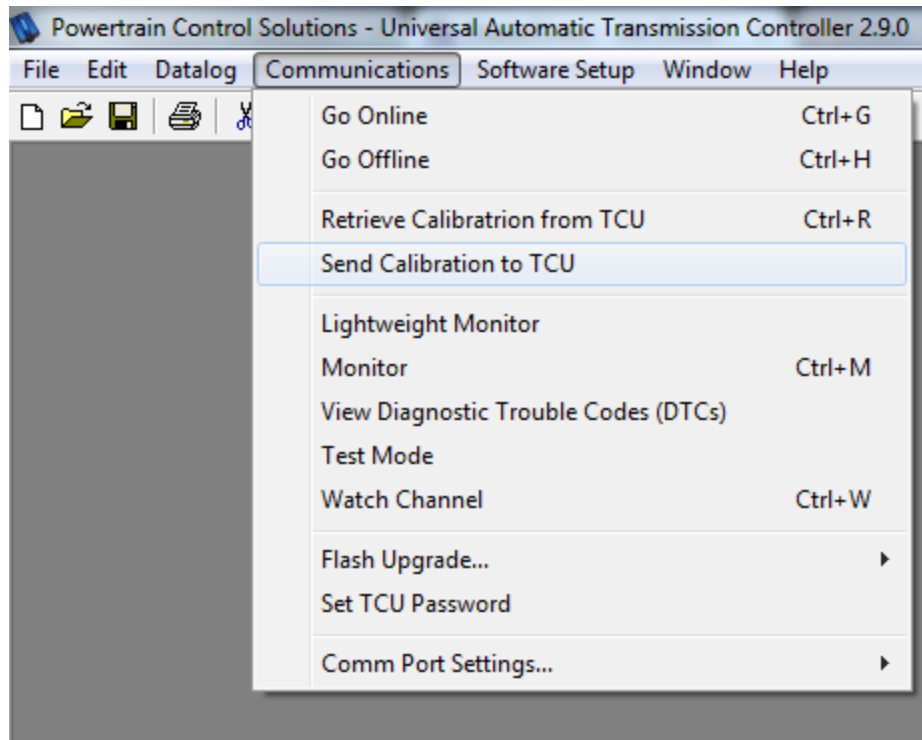 Powertrain Control Solutions - Universal Automatic Transmission Controller 2.9.0
File Edit Datalog Communications Software Setup Window Help
Go Online Ctrl+G
Go Offline Ctrl+H
Retrieve Calibratrion from TCU Ctrl+R
Send Calibration to TCU
Lightweight Monitor
Monitor Ctrl+M
View Diagnostic Trouble Codes (DTCs)
Test Mode
Watch Channel Ctrl+W
Flash Upgrade...
Set TCU Password
Comm Port Settings...